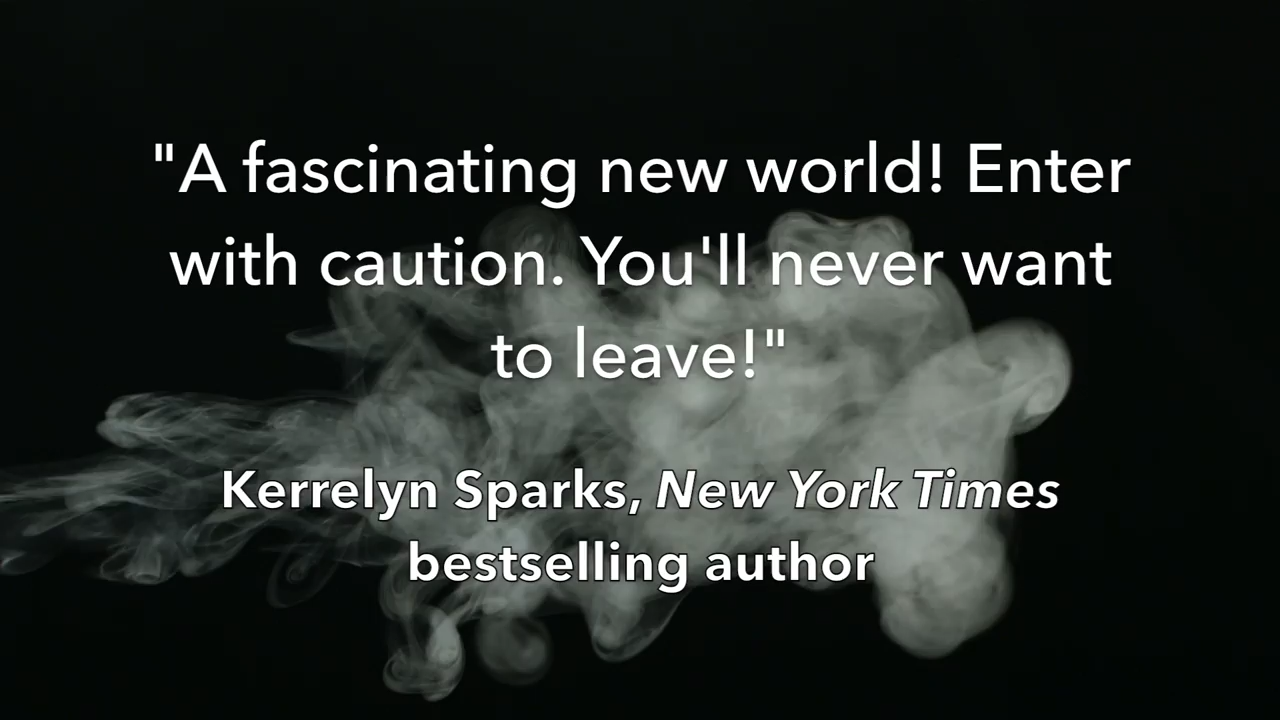 "A fascinating new world! Enter
with caution. You'll never want
to leave!"
Kerrelyn Sparks, New York Times
bestselling author